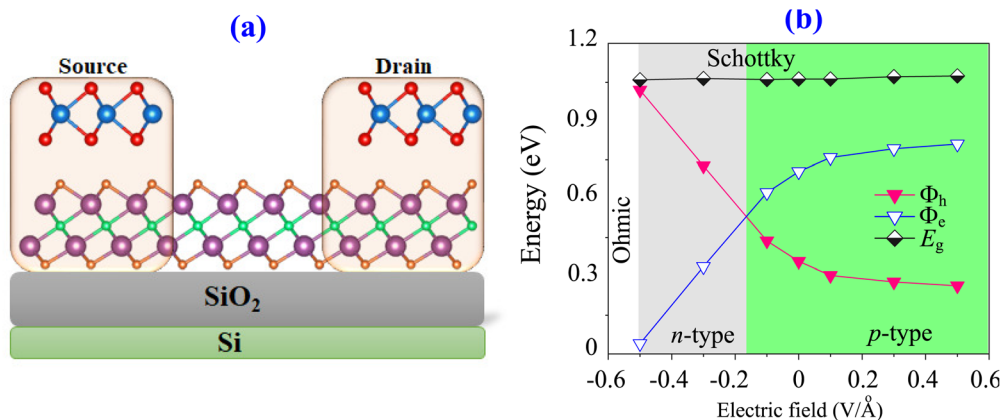 (a)
Source
Drain
SiO2
Si
(b)
1.2
0.9
0.6
0.3
0
Energy (eV)
Schottky
Ohmic
Φh
Φe
Eg
n-type
p-type
-0.6 -0.4 -0.2 0 0.2 0.4 0.6
Electric field (V/Å)